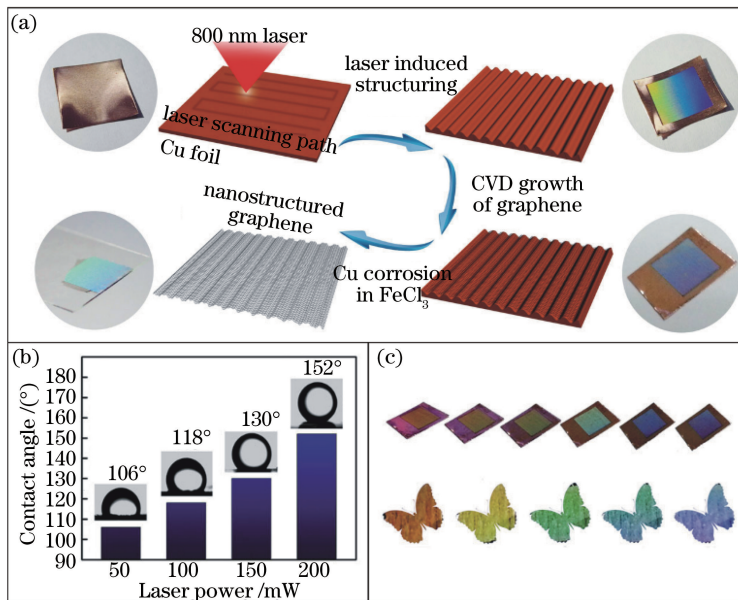 (a)
800 nm laser
laser scanning path
Cu foil
laser induced
structuring
CVD growth
of graphene
nanostructured
graphene
Cu corrosion
in FeCl₃
(b)
Contact angle /(°)
180
170
160
150
140
130
120
110
100
90
106°
118°
130°
152°
50
100
150
200
Laser power /mW
(c)